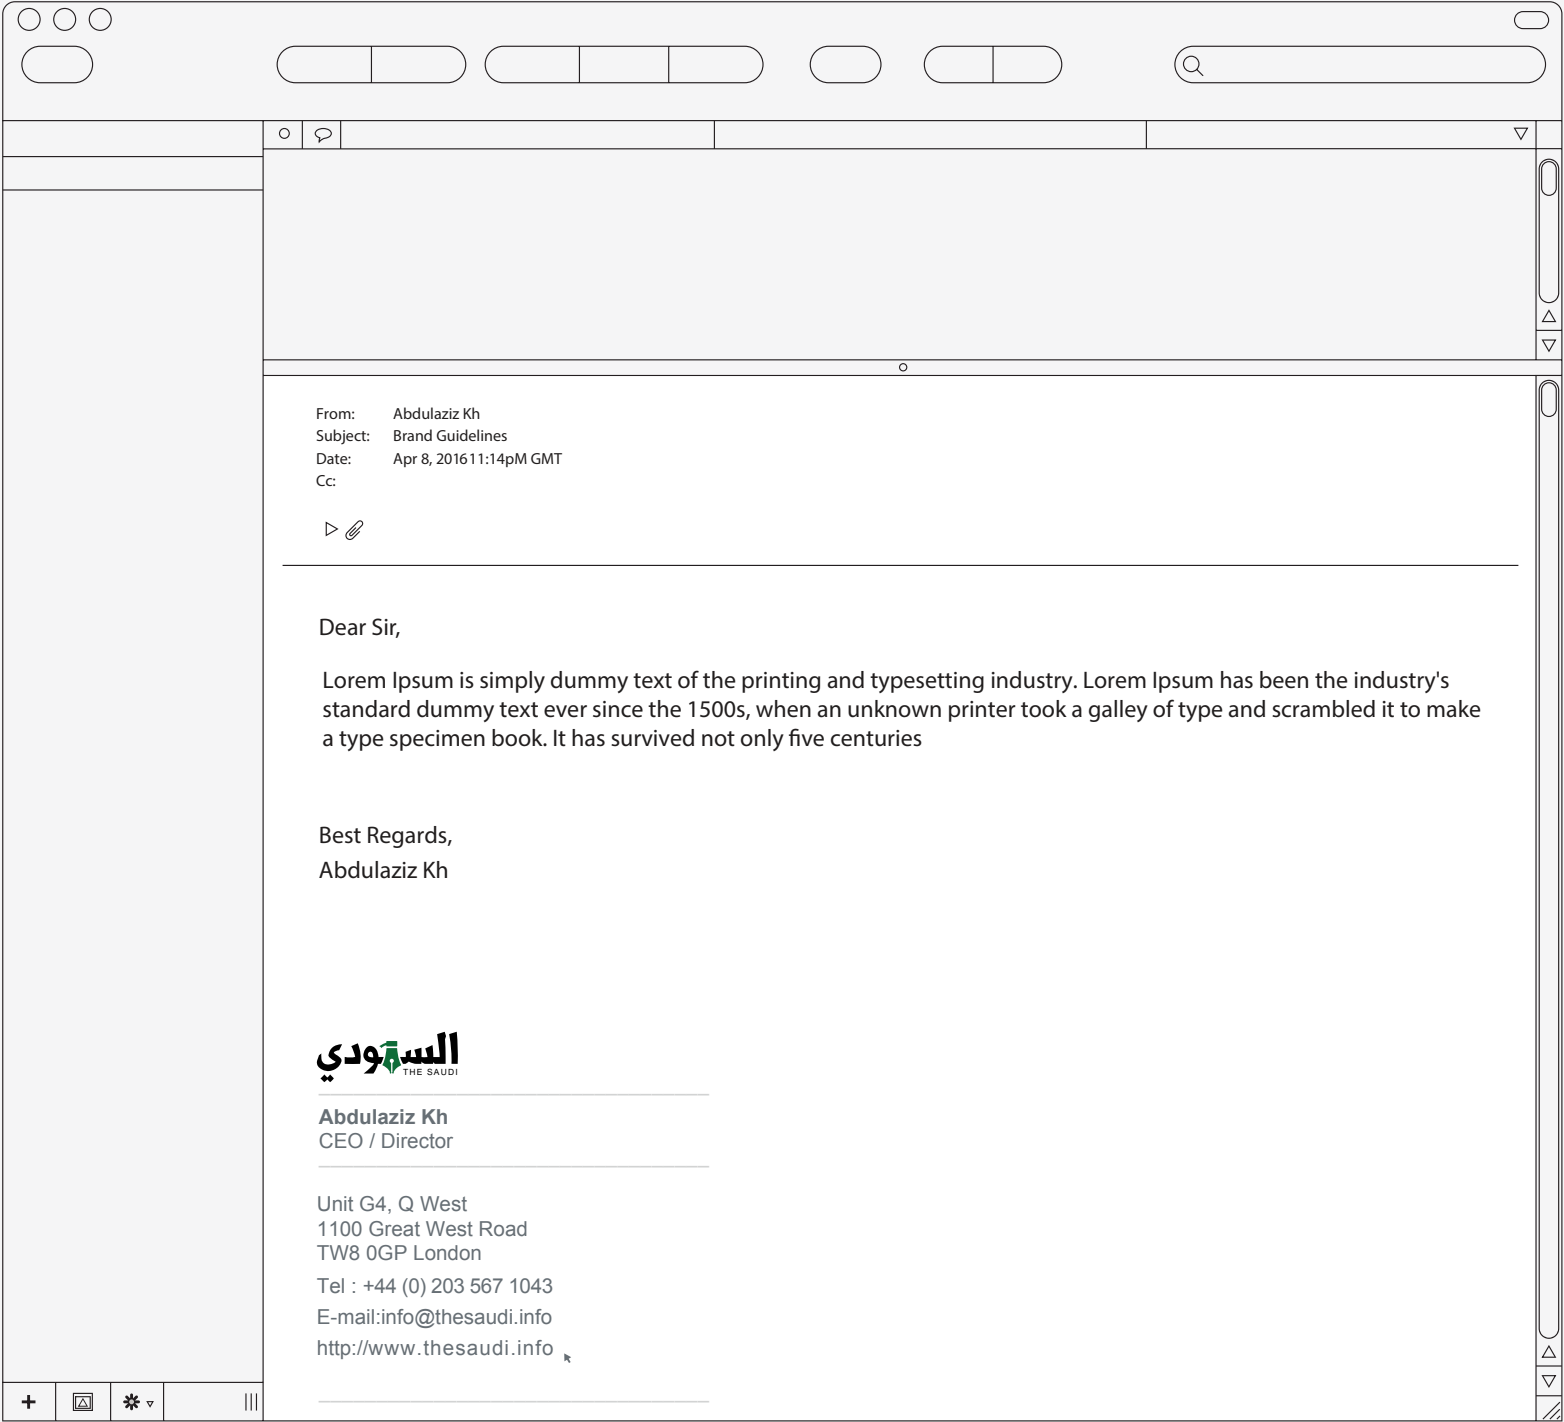 From: Abdulaziz Kh
Subject: Brand Guidelines
Date: Apr 8, 201611:14pM GMT
Cc:
Dear Sir,
Lorem Ipsum is simply dummy text of the printing and typesetting industry. Lorem Ipsum has been the industry's
standard dummy text ever since the 1500s, when an unknown printer took a galley of type and scrambled it to make
a type specimen book. It has survived not only five centuries
Best Regards,
Abdulaziz Kh
السعودي
THE SAUDI
Abdulaziz Kh
CEO / Director
Unit G4, Q West
1100 Great West Road
TW8 0GP London
Tel : +44 (0) 203 567 1043
E-mail:info@thesaudi.info
http://www.thesaudi.info